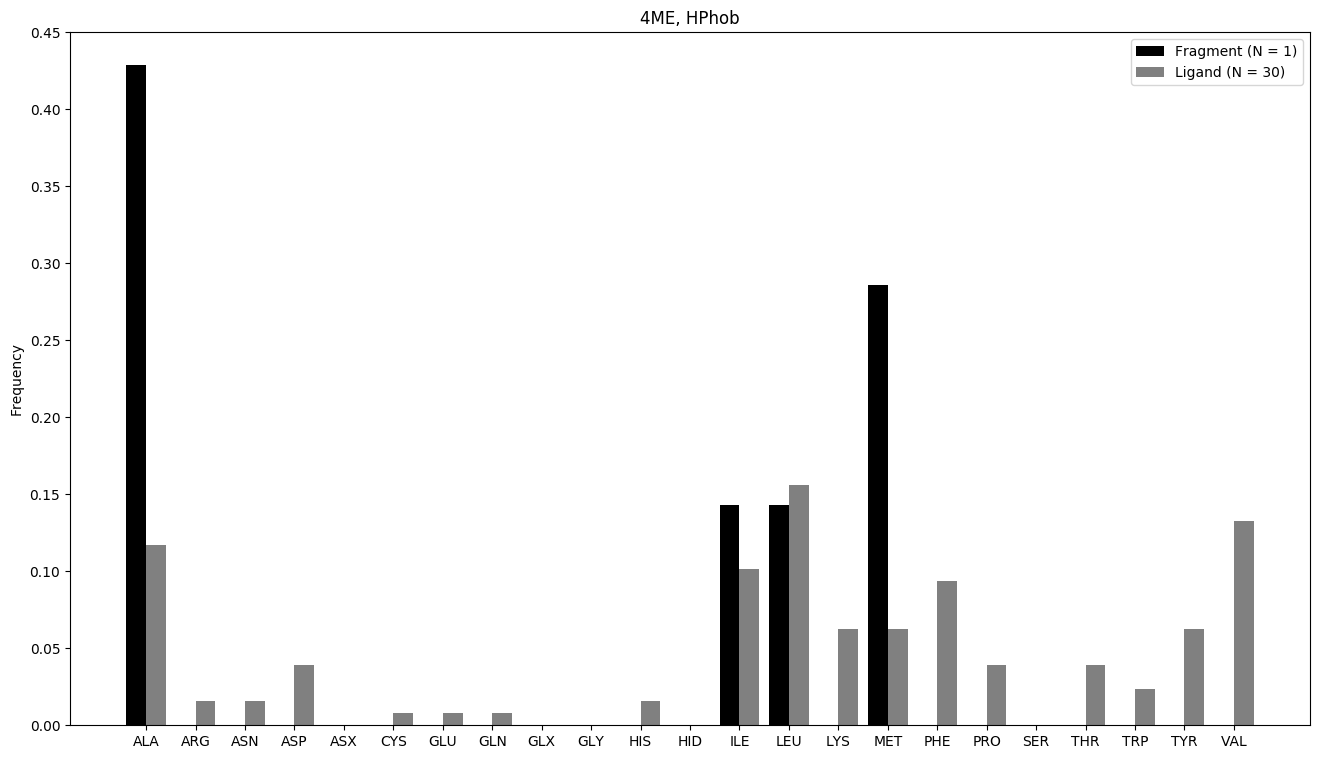 4ME, HPhob
Fragment (N = 1)
Ligand (N = 30)
Frequency
0.45
0.40
0.35
0.30
0.25
0.20
0.15
0.10
0.05
0.00
ALA ARG ASN ASP ASX CYS GLU GLN GLX GLY HIS HID ILE LEU LYS MET PHE PRO SER THR TRP TYR VAL